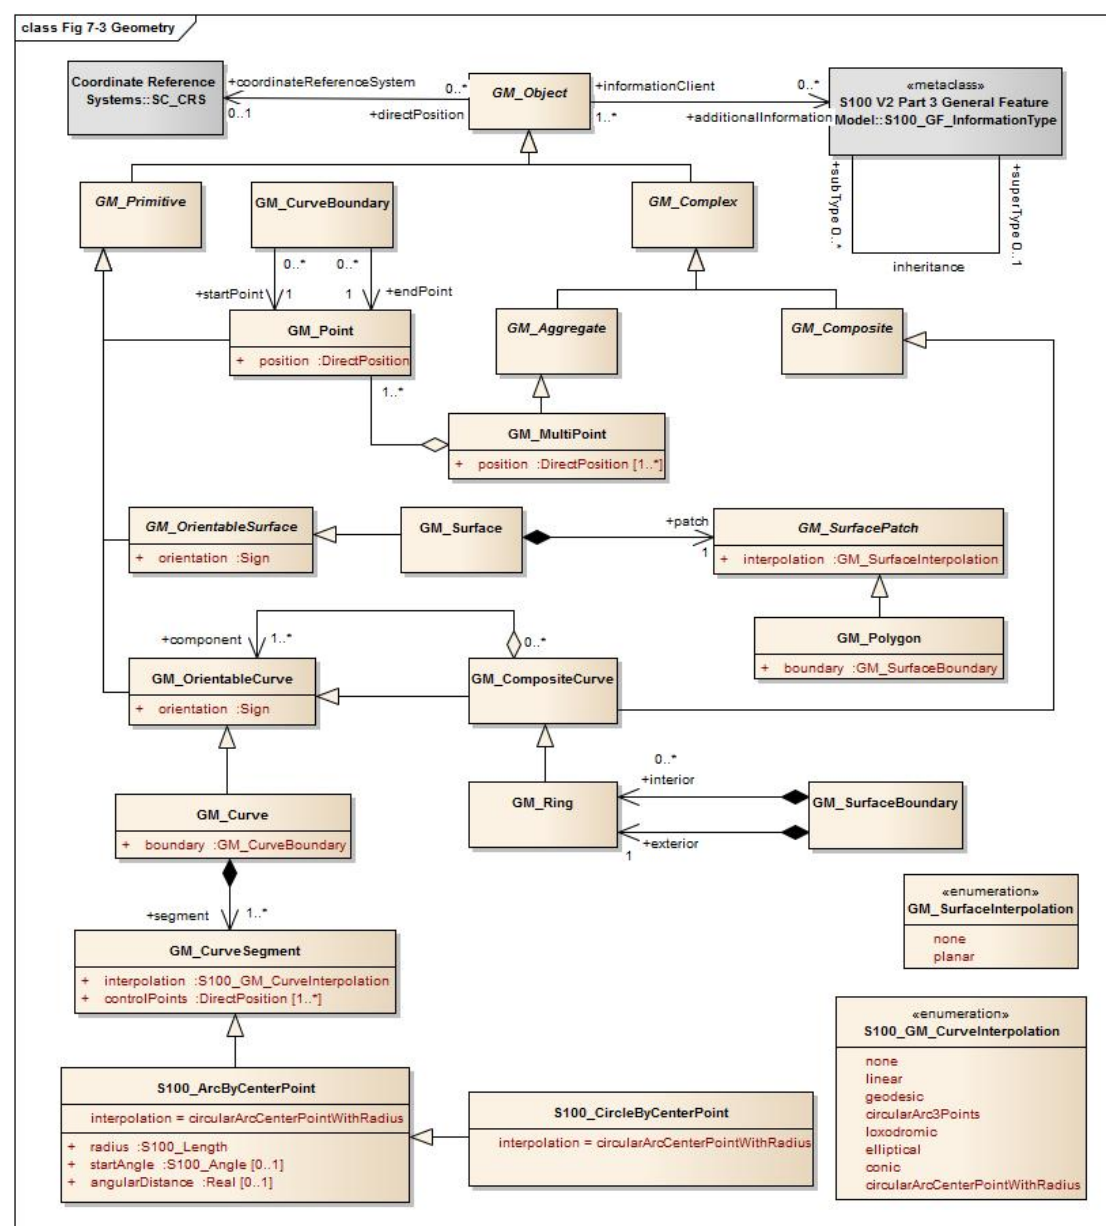 class Fig 7-3 Geometry
Coordinate Reference
Systems::SC_CRS
+coordinateReferenceSystem
0..1
0..*
+directPosition
GM_Object
+informationClient
1..*
0..*
+additionalInformation
«metaclass»
S100 V2 Part 3 General Feature
Model::S100_GF_InformationType
+subType 0..*
+superType 0..1
inheritance
GM_Primitive
GM_CurveBoundary
GM_Complex
0..*
0..*
+startPoint
1
1
+endPoint
GM_Point
+ position :DirectPosition
1..*
GM_Aggregate
GM_Composite
GM_MultiPoint
+ position :DirectPosition [1..*]
GM_OrientableSurface
+ orientation :Sign
GM_Surface
+patch
1
GM_SurfacePatch
+ interpolation :GM_SurfaceInterpolation
GM_Polygon
+ boundary :GM_SurfaceBoundary
+component
1..*
0..*
GM_OrientableCurve
+ orientation :Sign
GM_CompositeCurve
GM_Curve
+ boundary :GM_CurveBoundary
GM_Ring
0..*
+interior
1
+exterior
GM_SurfaceBoundary
+segment
1..*
GM_CurveSegment
+ interpolation :S100_GM_CurveInterpolation
+ controlPoints :DirectPosition [1..*]
«enumeration»
GM_SurfaceInterpolation
none
planar
S100_ArcByCenterPoint
interpolation = circularArcCenterPointWithRadius
+ radius :S100_Length
+ startAngle :S100_Angle [0..1]
+ angularDistance :Real [0..1]
S100_CircleByCenterPoint
interpolation = circularArcCenterPointWithRadius
«enumeration»
S100_GM_CurveInterpolation
none
linear
geodesic
circularArc3Points
loxodromic
elliptical
conic
circularArcCenterPointWithRadius